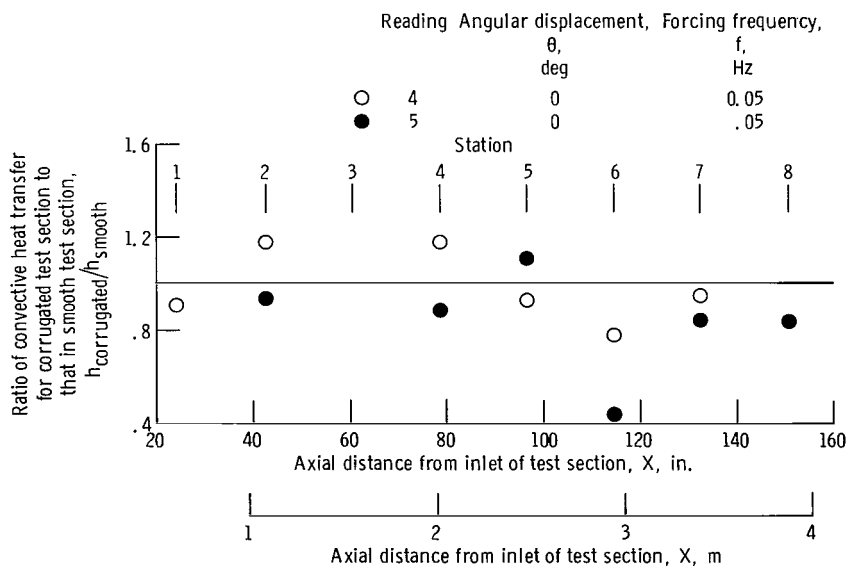 Reading Angular displacement, Forcing frequency,
θ, f,
deg Hz
4 0 0.05
5 0 .05
Station
1 2 3 4 5 6 7 8
Ratio of convective heat transfer
for corrugated test section to
that in smooth test section,
hcorrugated/hsmooth
1.6
1.2
.8
.4
20 40 60 80 100 120 140 160
Axial distance from inlet of test section, X, in.
1 2 3 4
Axial distance from inlet of test section, X, m